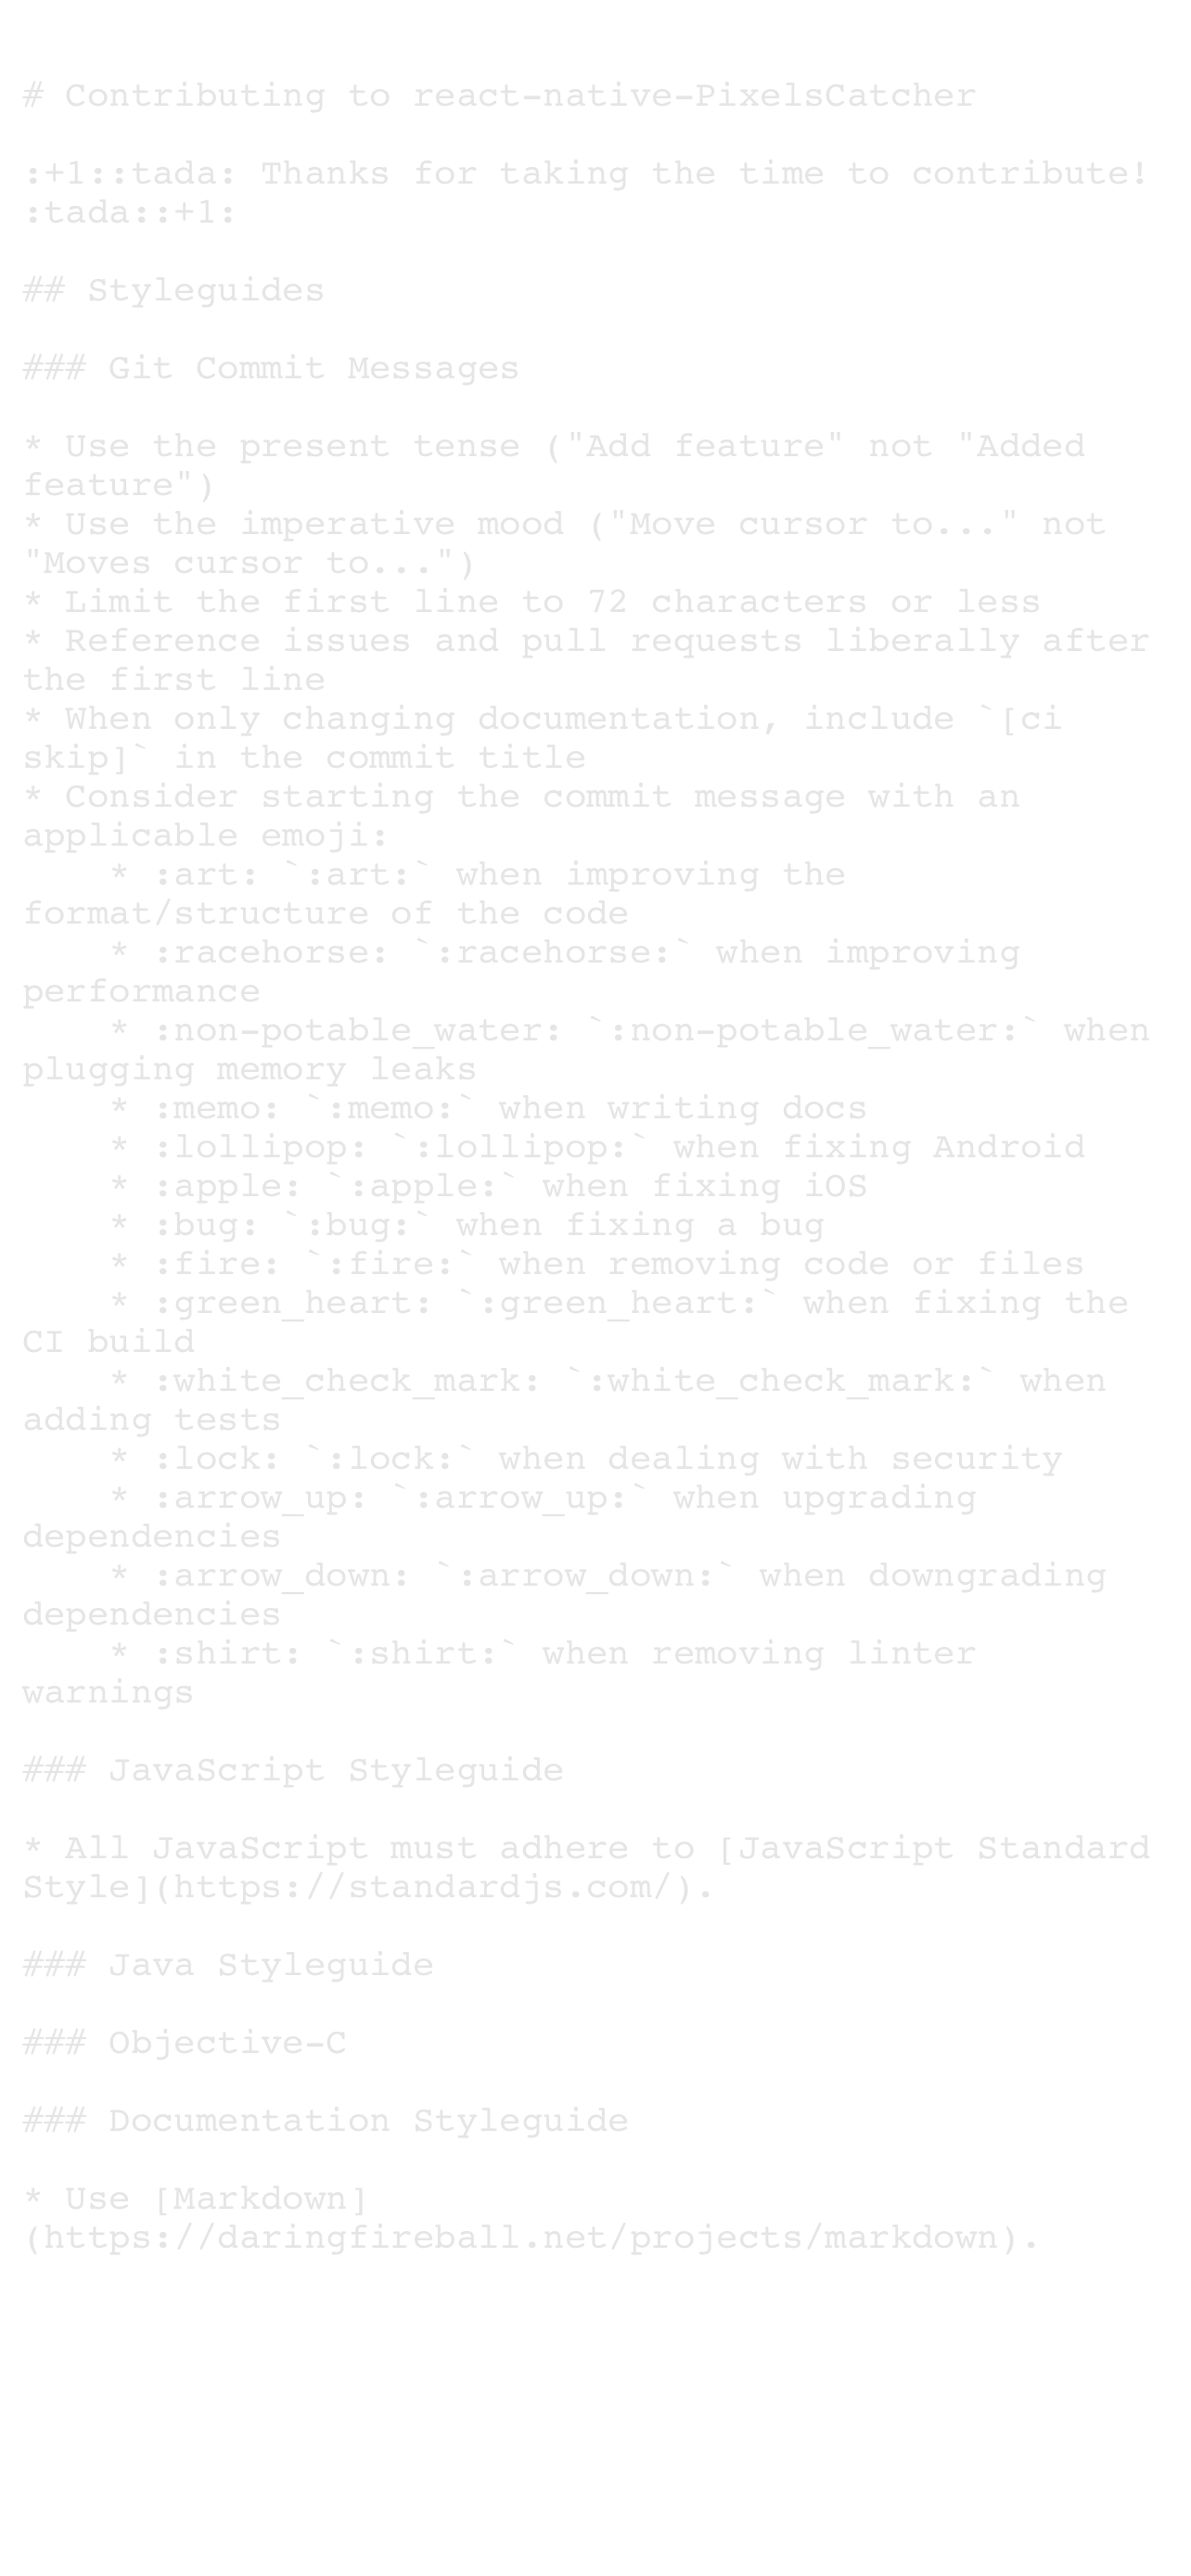 # Contributing to react-native-PixelsCatcher

:+1::tada: Thanks for taking the time to contribute!
:tada::+1:

## Styleguides

### Git Commit Messages

* Use the present tense ("Add feature" not "Added
feature")
* Use the imperative mood ("Move cursor to..." not
"Moves cursor to...")
* Limit the first line to 72 characters or less
* Reference issues and pull requests liberally after
the first line
* When only changing documentation, include `[ci
skip]` in the commit title
* Consider starting the commit message with an
applicable emoji:
    * :art: `:art:` when improving the
format/structure of the code
    * :racehorse: `:racehorse:` when improving
performance
    * :non-potable_water: `:non-potable_water:` when
plugging memory leaks
    * :memo: `:memo:` when writing docs
    * :lollipop: `:lollipop:` when fixing Android
    * :apple: `:apple:` when fixing iOS
    * :bug: `:bug:` when fixing a bug
    * :fire: `:fire:` when removing code or files
    * :green_heart: `:green_heart:` when fixing the
CI build
    * :white_check_mark: `:white_check_mark:` when
adding tests
    * :lock: `:lock:` when dealing with security
    * :arrow_up: `:arrow_up:` when upgrading
dependencies
    * :arrow_down: `:arrow_down:` when downgrading
dependencies
    * :shirt: `:shirt:` when removing linter
warnings

### JavaScript Styleguide

* All JavaScript must adhere to [JavaScript Standard
Style](https://standardjs.com/).

### Java Styleguide

### Objective-C

### Documentation Styleguide

* Use [Markdown]
(https://daringfireball.net/projects/markdown).